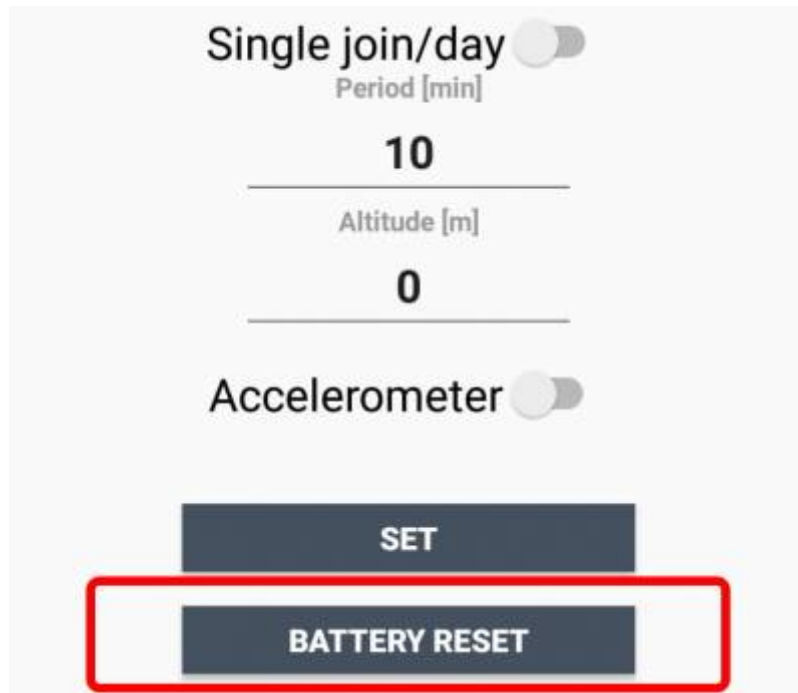 Single join/day
Period [min]
10
Altitude [m]
0
Accelerometer
SET
BATTERY RESET